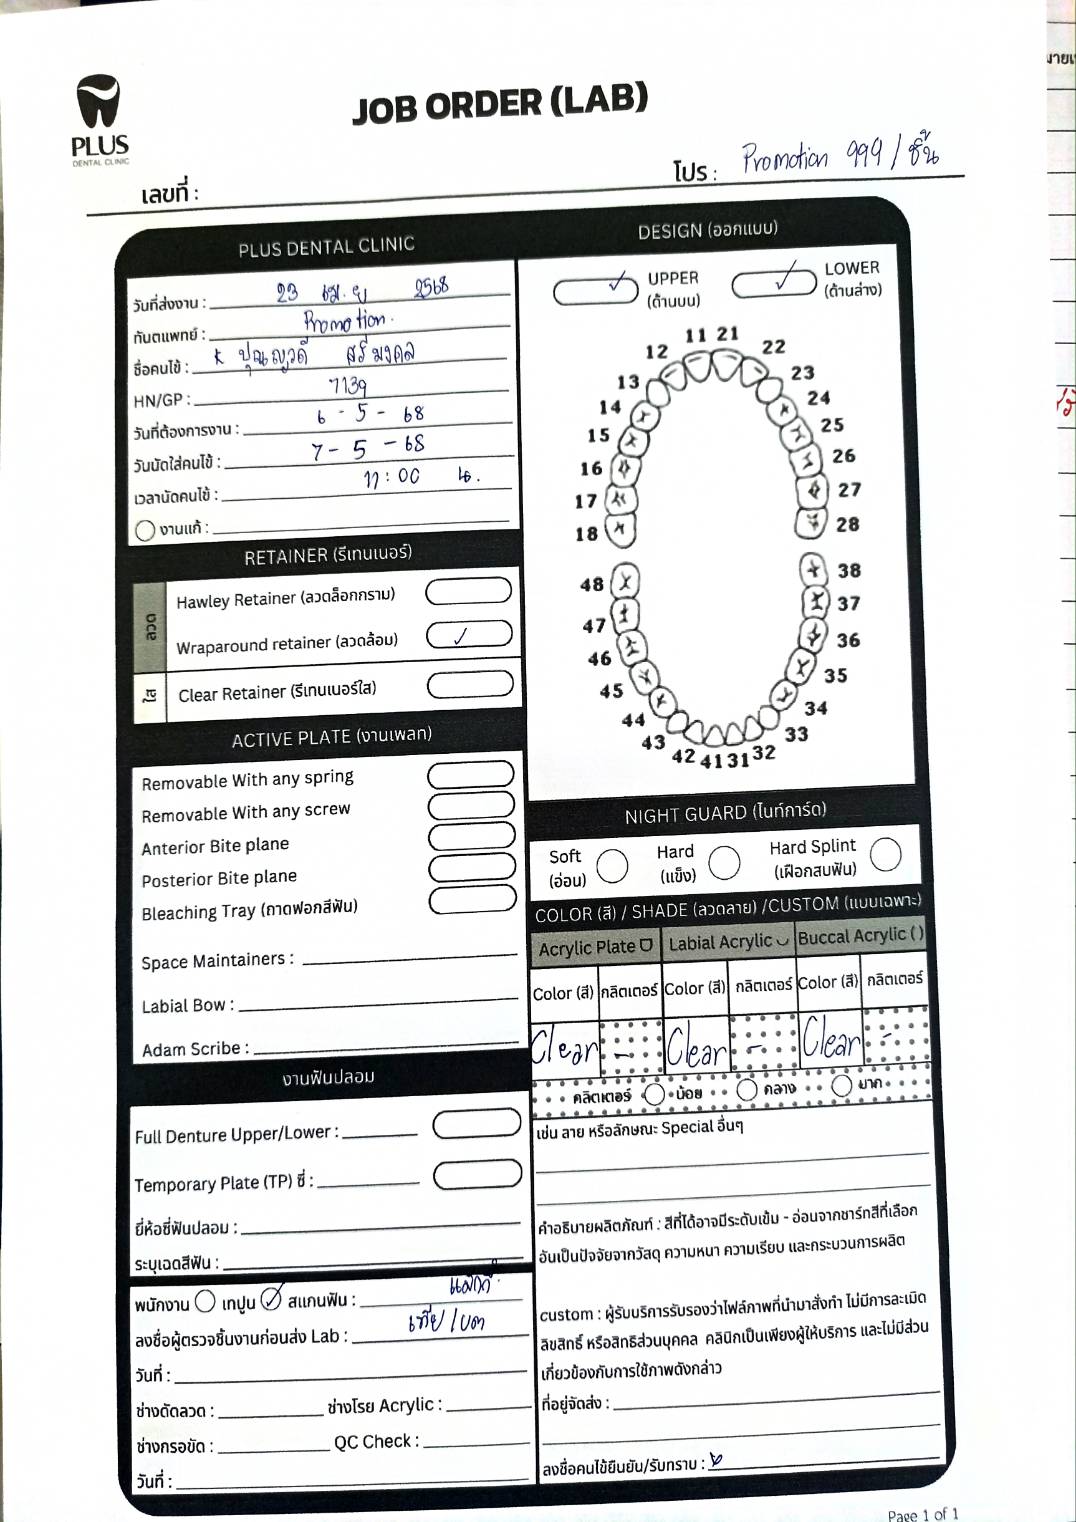 JOB ORDER (LAB)
PLUS
DENTAL CLINIC
เลขที่ :
โปร : Promotion 999 / ชิ้น
PLUS DENTAL CLINIC
วันที่ส่งงาน : 23 เม.ย 2568
ทันตแพทย์ : Promotion.
ชื่อคนไข้ : K ปุณญวดี ศรีมงคล
HN/GP : 7139
วันที่ต้องการงาน : 6 - 5 - 68
วันนัดใส่คนไข้ : 7 - 5 - 68
เวลานัดคนไข้ : 17 : 00 น.
งานแก้ :
RETAINER (รีเทนเนอร์)
ลวด
Hawley Retainer (ลวดล็อกกราม)
Wraparound retainer (ลวดล้อม) ✓
ใส
Clear Retainer (รีเทนเนอร์ใส)
ACTIVE PLATE (งานเพลท)
Removable With any spring
Removable With any screw
Anterior Bite plane
Posterior Bite plane
Bleaching Tray (ถาดฟอกสีฟัน)
Space Maintainers :
Labial Bow :
Adam Scribe :
งานฟันปลอม
Full Denture Upper/Lower :
Temporary Plate (TP) ซี่ :
ยี่ห้อซี่ฟันปลอม :
ระบุเฉดสีฟัน :
พนักงาน เทปูน ✓ สแกนฟัน :
ลงชื่อผู้ตรวจชิ้นงานก่อนส่ง Lab :
วันที่ :
ช่างดัดลวด : ช่างโรย Acrylic :
ช่างกรอขัด : QC Check :
วันที่ :
DESIGN (ออกแบบ)
✓ UPPER (ด้านบน) ✓ LOWER (ด้านล่าง)
11 21
12 22
13 23
14 24
15 25
16 26
17 27
18 28
48 38
47 37
46 36
45 35
44 34
43 33
42 41 31 32
NIGHT GUARD (ไนท์การ์ด)
Soft (อ่อน) Hard (แข็ง) Hard Splint (เฝือกสบฟัน)
COLOR (สี) / SHADE (ลวดลาย) /CUSTOM (แบบเฉพาะ)
Acrylic Plate Labial Acrylic Buccal Acrylic ( )
Color (สี) กลิตเตอร์ Color (สี) กลิตเตอร์ Color (สี) กลิตเตอร์
Clear - Clear - Clear -
กลิตเตอร์ น้อย กลาง มาก
เช่น ลาย หรือลักษณะ Special อื่นๆ
คำอธิบายผลิตภัณฑ์ : สีที่ได้อาจมีระดับเข้ม - อ่อนจากชาร์ทสีที่เลือก
อันเป็นปัจจัยจากวัสดุ ความหนา ความเรียบ และกระบวนการผลิต
custom : ผู้รับบริการรับรองว่าไฟล์ภาพที่นำมาสั่งทำ ไม่มีการละเมิด
ลิขสิทธิ์ หรือสิทธิส่วนบุคคล คลินิกเป็นเพียงผู้ให้บริการ และไม่มีส่วน
เกี่ยวข้องกับการใช้ภาพดังกล่าว
ที่อยู่จัดส่ง :
ลงชื่อคนไข้ยืนยัน/รับทราบ :
Page 1 of 1